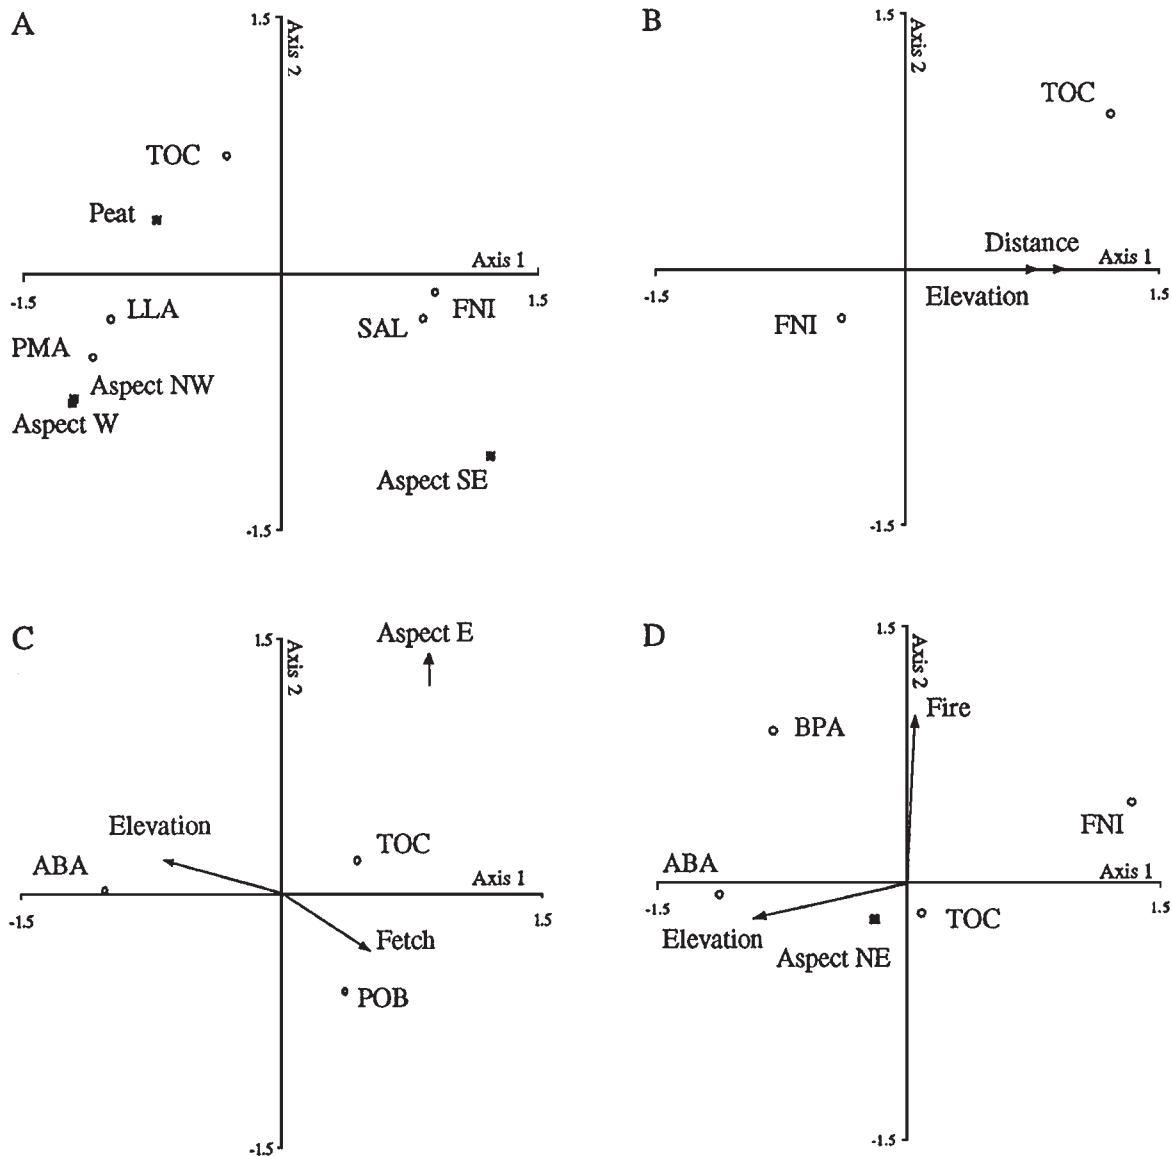 A
1.5
Axis 2
TOC
Peat
Axis 1
-1.5
1.5
LLA
FNI
SAL
PMA
Aspect NW
Aspect W
Aspect SE
-1.5
B
1.5
Axis 2
TOC
Distance
Axis 1
-1.5
1.5
Elevation
FNI
-1.5
C
Aspect E
1.5
Axis 2
Elevation
TOC
ABA
Axis 1
-1.5
1.5
Fetch
POB
-1.5
D
1.5
Axis 2
Fire
BPA
FNI
ABA
Axis 1
-1.5
1.5
TOC
Elevation
Aspect NE
-1.5